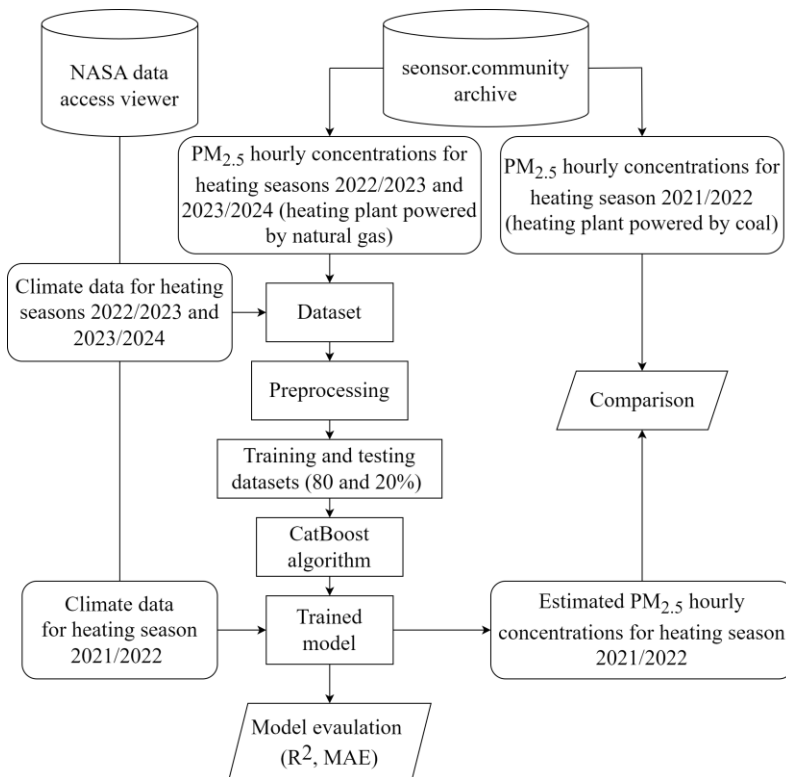 NASA data
access viewer
seonsor.community
archive
PM2.5 hourly concentrations for
heating seasons 2022/2023 and
2023/2024 (heating plant powered
by natural gas)
PM2.5 hourly concentrations for
heating season 2021/2022
(heating plant powered by coal)
Climate data for heating
seasons 2022/2023 and
2023/2024
Dataset
Preprocessing
Comparison
Training and testing
datasets (80 and 20%)
CatBoost
algorithm
Climate data
for heating season
2021/2022
Trained
model
Estimated PM2.5 hourly
concentrations for heating season
2021/2022
Model evaulation
(R2, MAE)